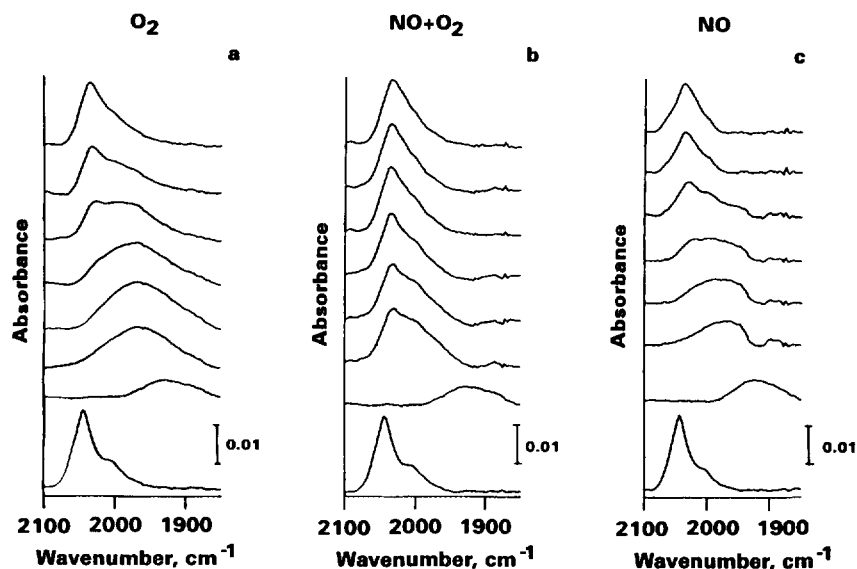 O2
a
Absorbance
0.01
2100 2000 1900
Wavenumber, cm-1
NO+O2
b
Absorbance
0.01
2100 2000 1900
Wavenumber, cm-1
NO
c
Absorbance
0.01
2100 2000 1900
Wavenumber, cm-1